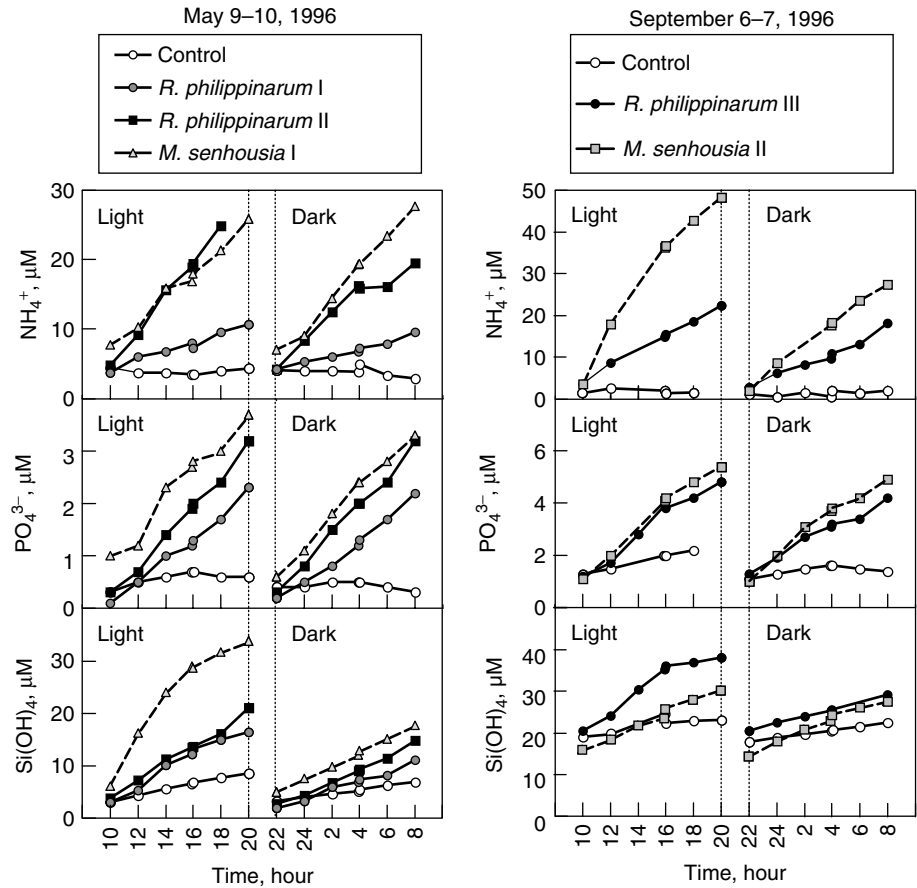 May 9–10, 1996
Control
R. philippinarum I
R. philippinarum II
M. senhousia I
30
20
10
0
NH₄⁺, µM
Light
Dark
3
2
1
0
PO₄³⁻, µM
Light
Dark
30
20
10
0
Si(OH)₄, µM
Light
Dark
10 12 14 16 18 20 22 24 2 4 6 8
Time, hour
September 6–7, 1996
Control
R. philippinarum III
M. senhousia II
50
40
30
20
10
0
NH₄⁺, µM
Light
Dark
6
4
2
0
PO₄³⁻, µM
Light
Dark
40
30
20
10
0
Si(OH)₄, µM
Light
Dark
10 12 14 16 18 20 22 24 2 4 6 8
Time, hour